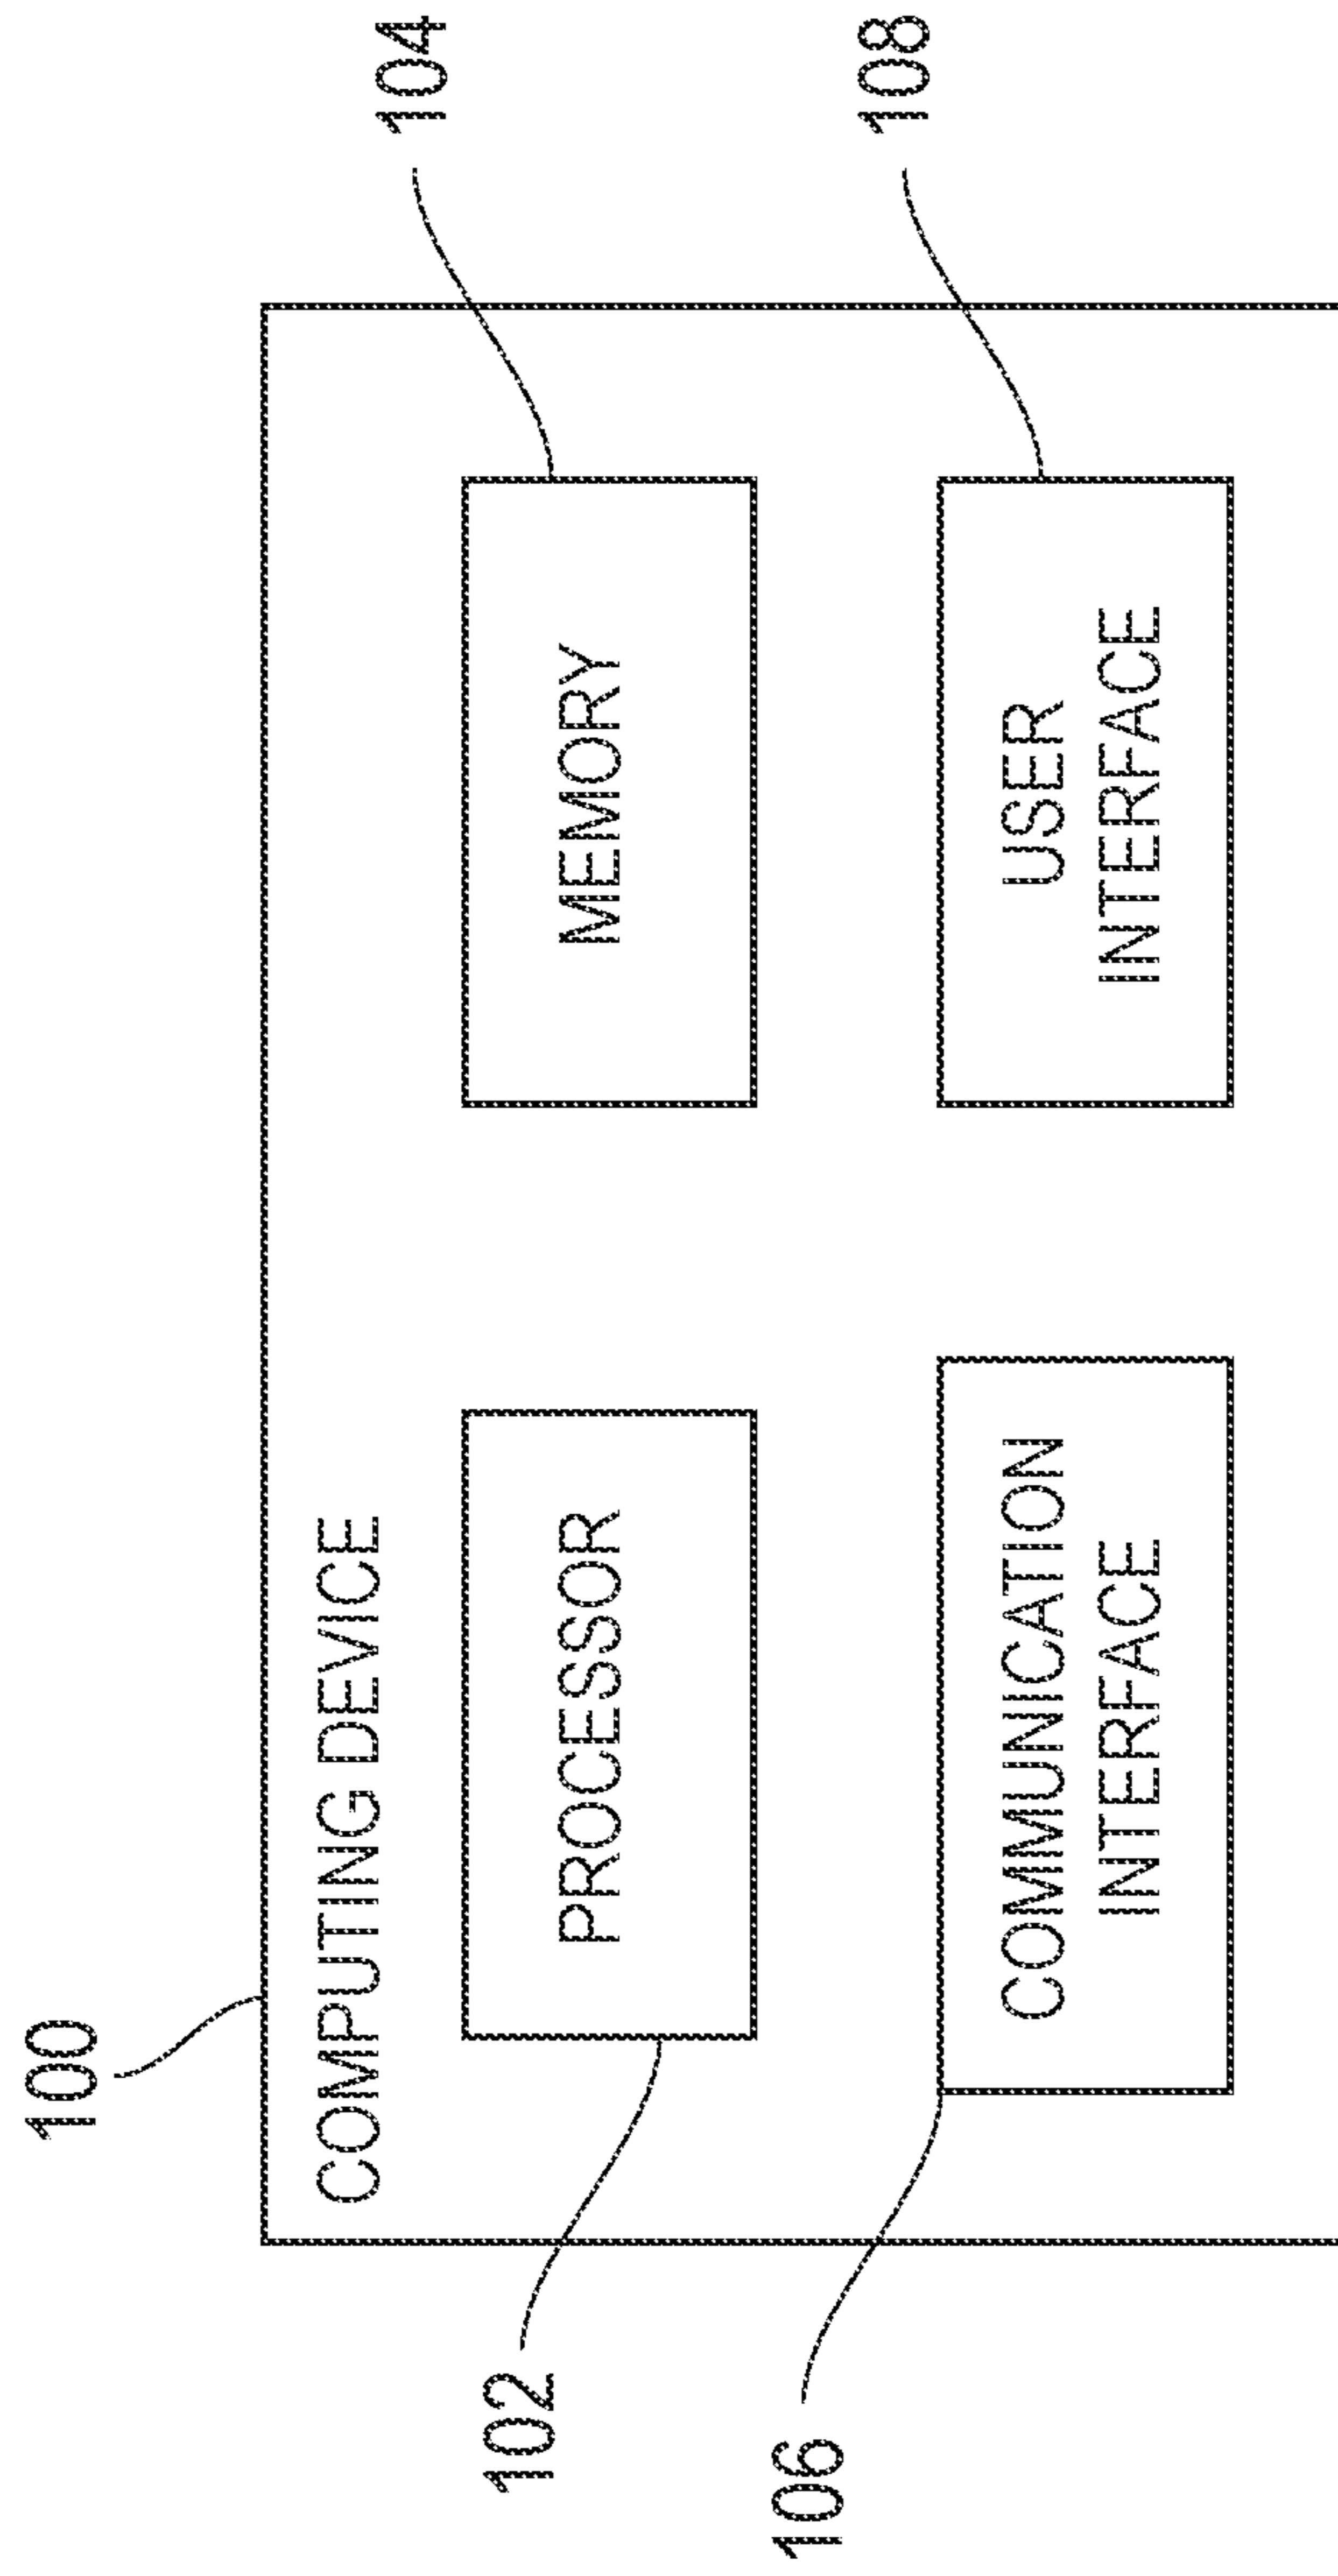 100
COMPUTING DEVICE
104
PROCESSOR
MEMORY
102
108
COMMUNICATION
INTERFACE
USER
INTERFACE
106